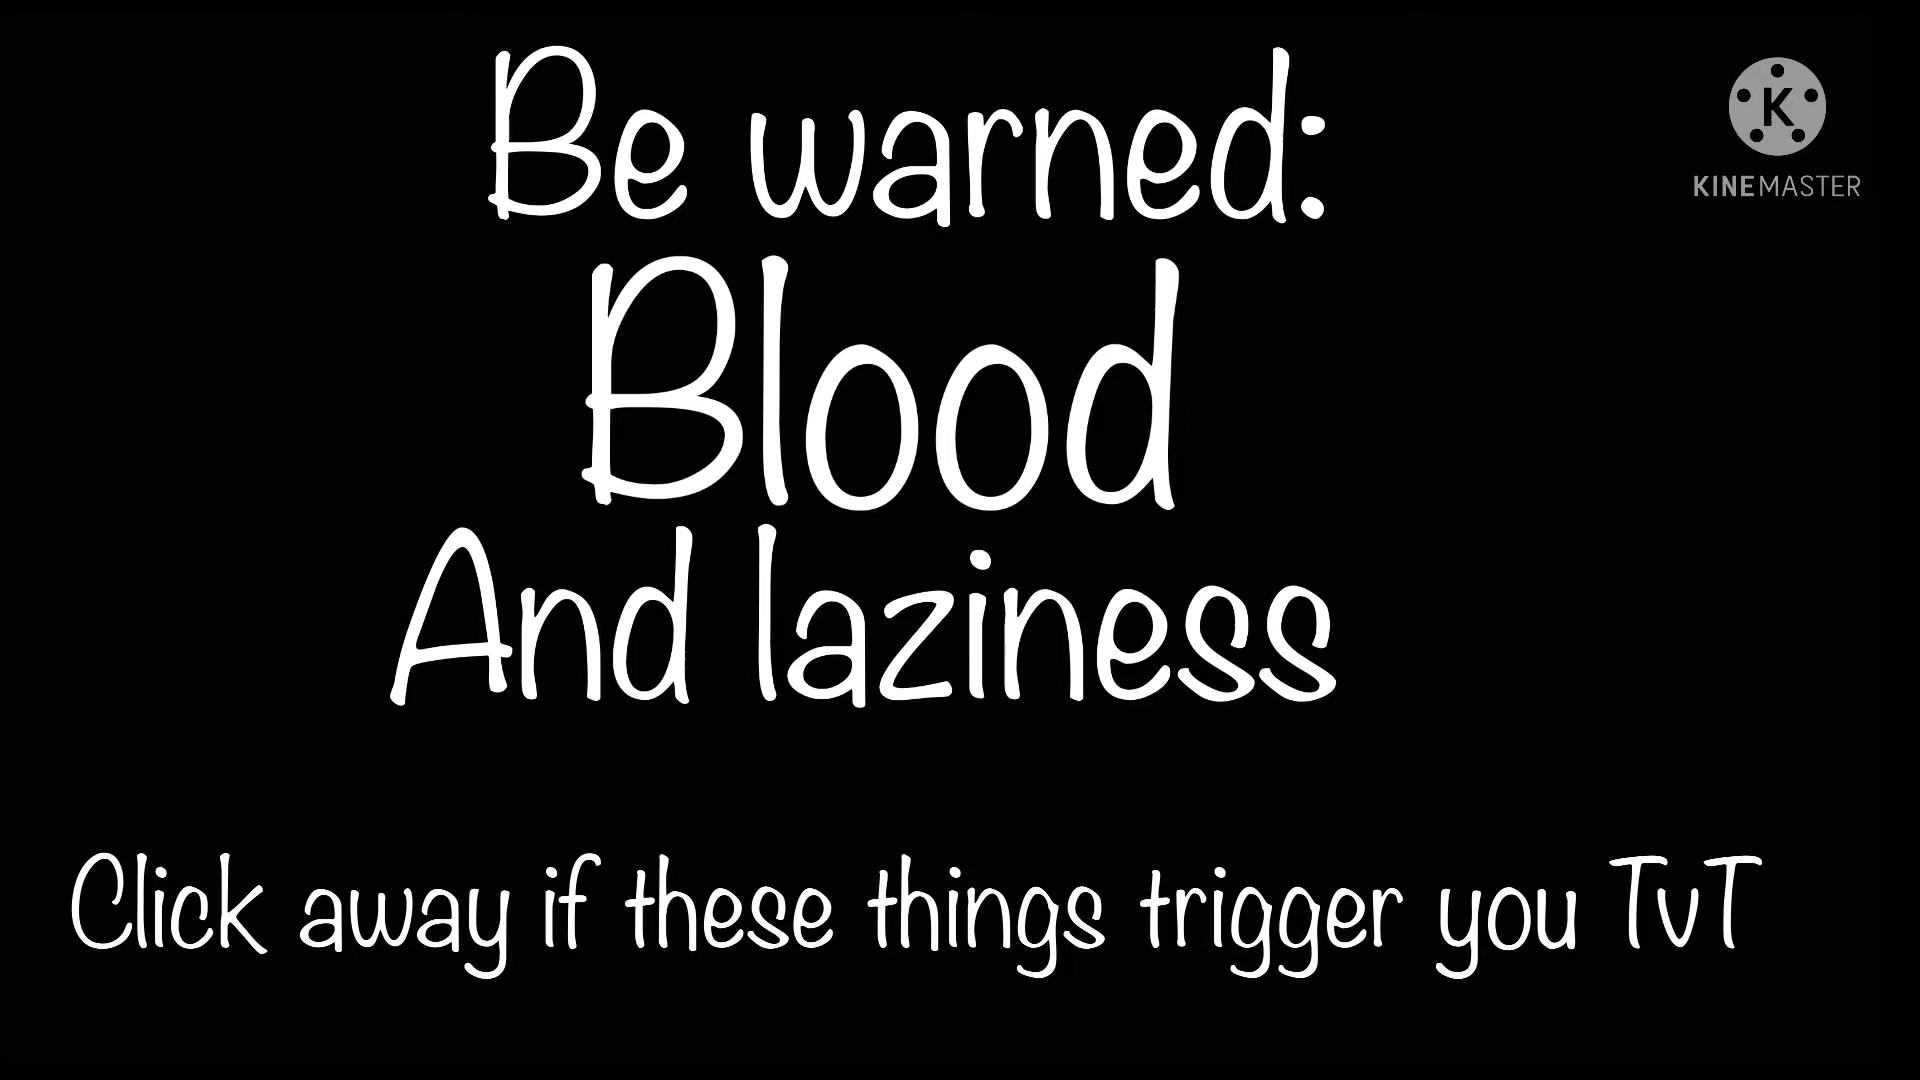 Be warned:
Blood
And laziness
Click away if these things trigger you TvT
K
KINEMASTER